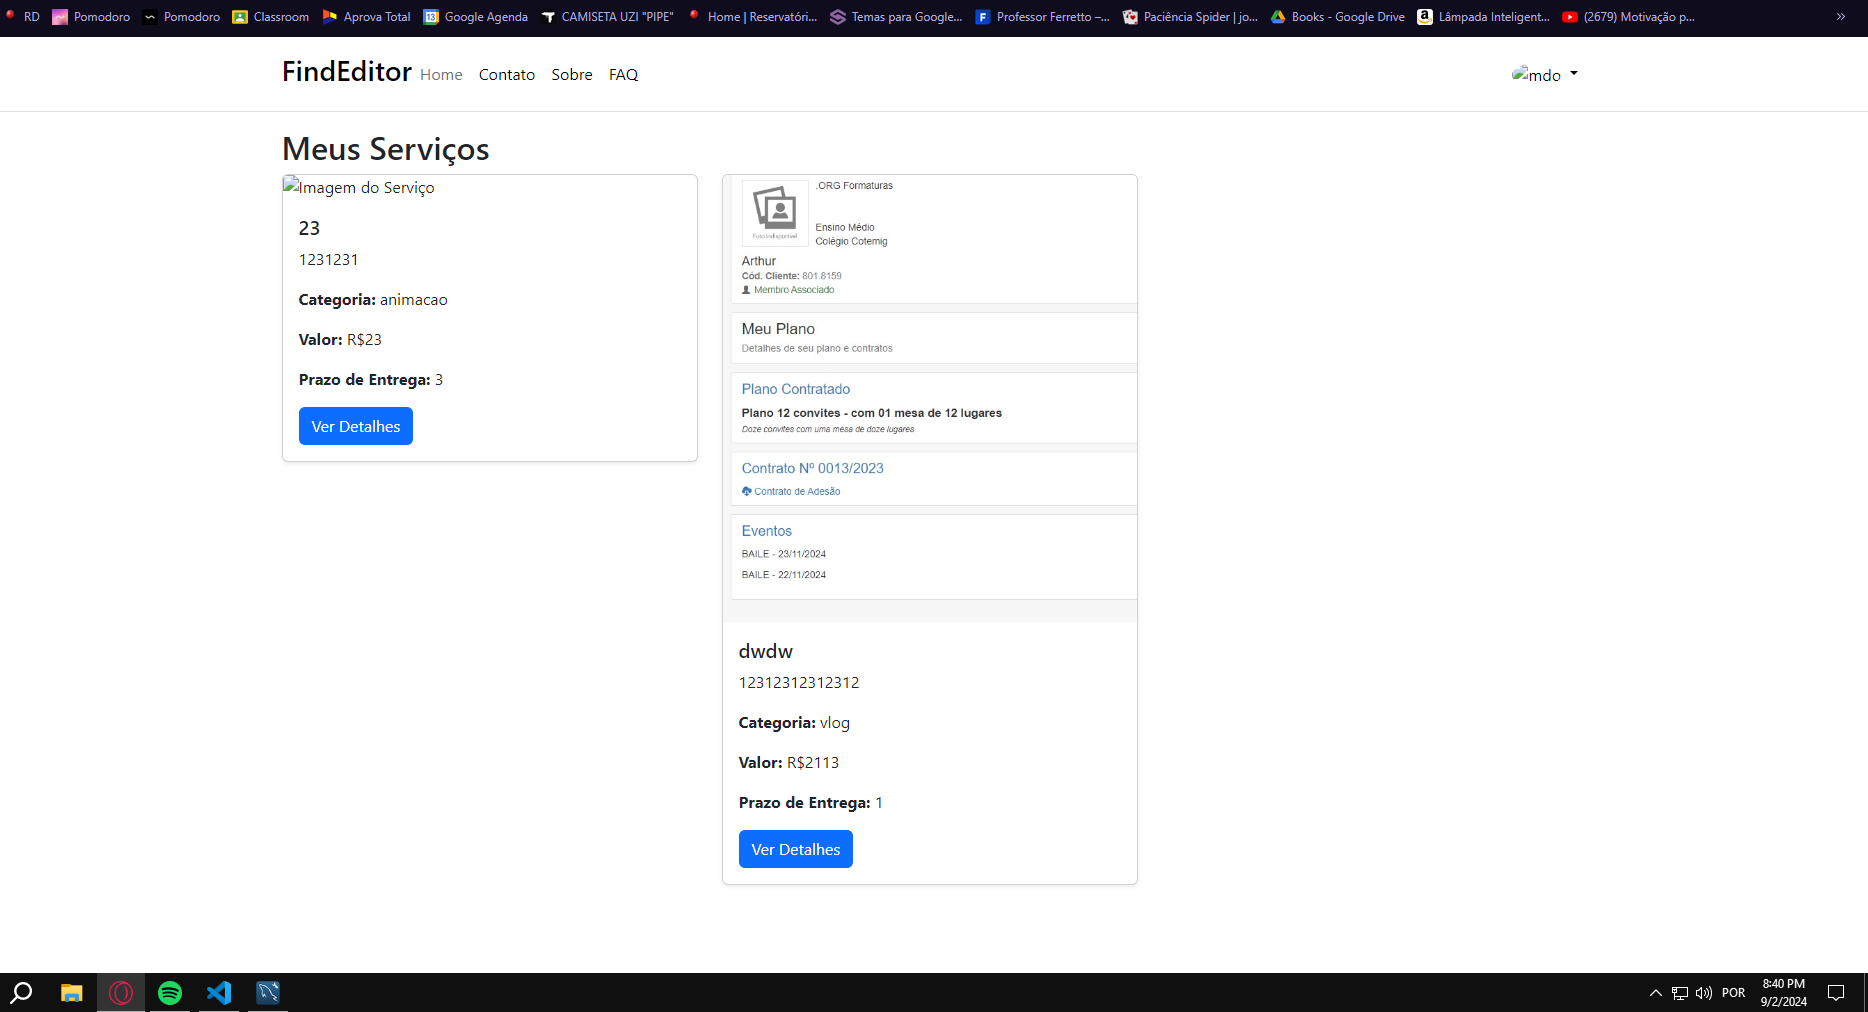 RD Pomodoro Pomodoro Classroom Aprova Total Google Agenda CAMISETA UZI "PIPE" Home | Reservatóri... Temas para Google... Professor Ferretto –... Paciência Spider | jo... Books - Google Drive Lâmpada Inteligent... (2679) Motivação p... »
FindEditor Home Contato Sobre FAQ mdo
Meus Serviços
Imagem do Serviço
23
1231231
Categoria: animacao
Valor: R$23
Prazo de Entrega: 3
Ver Detalhes
.ORG Formaturas
Foto Indisponível
Ensino Médio
Colégio Cotemig
Arthur
Cód. Cliente: 801.8159
Membro Associado
Meu Plano
Detalhes de seu plano e contratos
Plano Contratado
Plano 12 convites - com 01 mesa de 12 lugares
Doze convites com uma mesa de doze lugares
Contrato Nº 0013/2023
Contrato de Adesão
Eventos
BAILE - 23/11/2024
BAILE - 22/11/2024
dwdw
12312312312312
Categoria: vlog
Valor: R$2113
Prazo de Entrega: 1
Ver Detalhes
POR
8:40 PM
9/2/2024